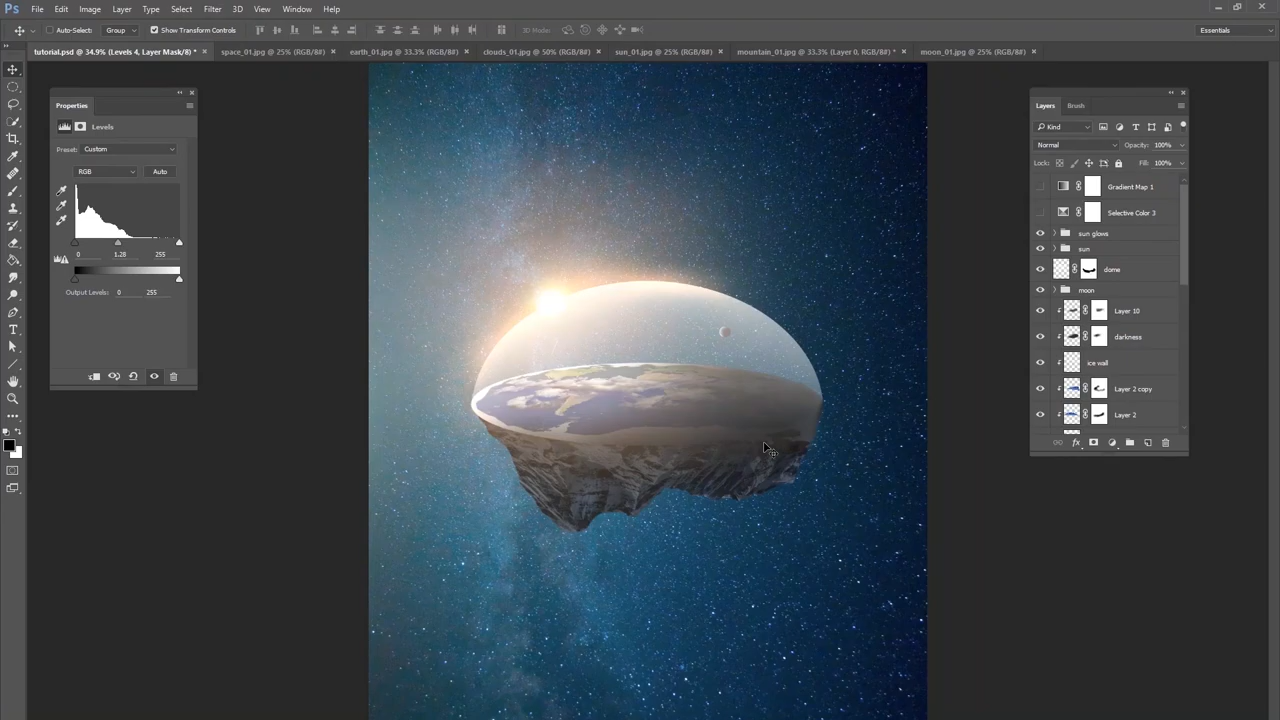 Ps File Edit Image Layer Type Select Filter 3D View Window Help
Auto-Select: Group Show Transform Controls 3D Mode: Essentials
tutorial.psd @ 34.9% (Levels 4, Layer Mask/8) * × space_01.jpg @ 25% (RGB/8#) × earth_01.jpg @ 33.3% (RGB/8#) × clouds_01.jpg @ 50% (RGB/8#) × sun_01.jpg @ 25% (RGB/8#) × mountain_01.jpg @ 33.3% (Layer 0, RGB/8#) * × moon_01.jpg @ 25% (RGB/8#) ×
Properties
Levels
Preset: Custom
RGB Auto
0 1.28 255
Output Levels: 0 255
Layers Brush
Kind
Normal Opacity: 100%
Lock: Fill: 100%
Gradient Map 1
Selective Color 3
sun glows
sun
dome
moon
Layer 10
darkness
ice wall
Layer 2 copy
Layer 2
fx